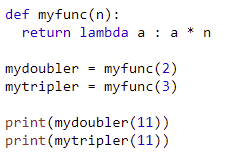 def myfunc(n):
  return lambda a : a * n

mydoubler = myfunc(2)
mytripler = myfunc(3)

print(mydoubler(11))
print(mytripler(11))